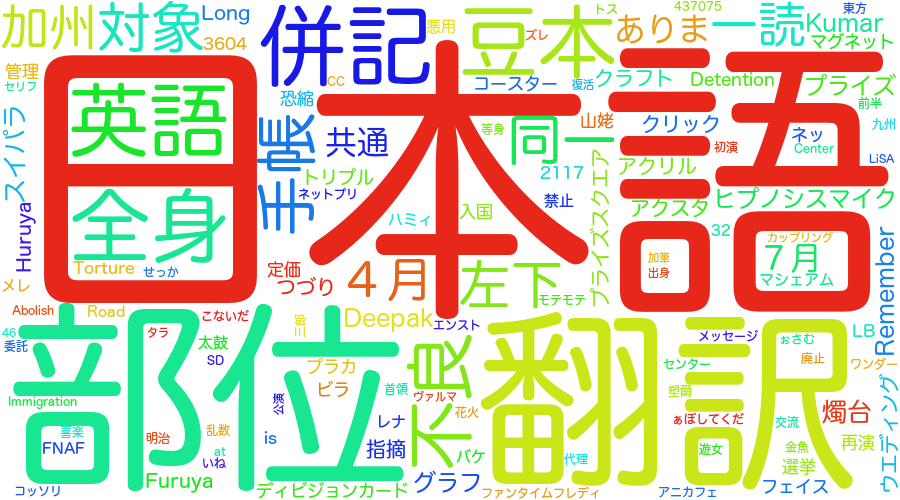 加州
対象
Long
3604
管理
セリフ
併記
cc
恐縮
悪用
豆本
ズレ
トス
コースター
復活
ありま
437075
クラフト
一読
Detention
東方
Kumar
マグネット
プライズ
前半
九州
LiSA
日本語
英語
全身
Torture
せっか
スイパラ
Huruya
メレ
手帳
共通
トリプル
ネットプリ
ハミィ
入国
定価
つづり
4月
等身
同一
2117
禁止
左下
モテモテ
山姥
クリック
アクリル
アクスタ
プライズスクエア
初演
ネッ
Center
ヒプノシスマイク
32
カップリング
7月
マシェアム
加筆
出身
Remember
Abolish
Road
46
委託
Immigration
音楽
FNAF
コッソリ
部位
タラ
こないだ
太鼓
SD
三郎
公演
明治
乱数
at
いね
is
Furuya
ディビジョンカード
Deepak
エンスト
プラカ
ビラ
首領
レナ
指摘
グラフ
不良
ヴァルマ
花火
バケ
ファンタイムフレディ
翻訳
代理
メッセージ
センター
塑薾
ぁぼしてくだ
遊女
アニカフェ
ぉさむ
廃止
交流
金魚
選挙
フェイス
LB
ワンダー
燭台
再演
ウエディング